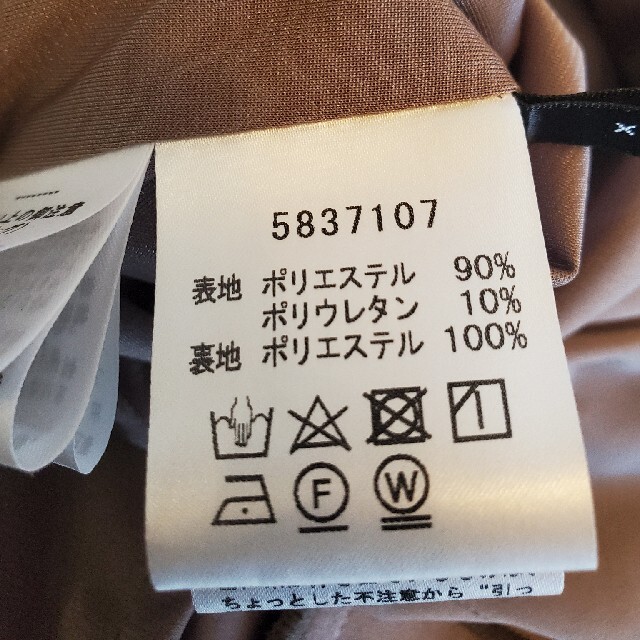 5837107
表地 ポリエステル 90%
ポリウレタン 10%
裏地 ポリエステル 100%
F W
ちょっとした不注意から“引っ